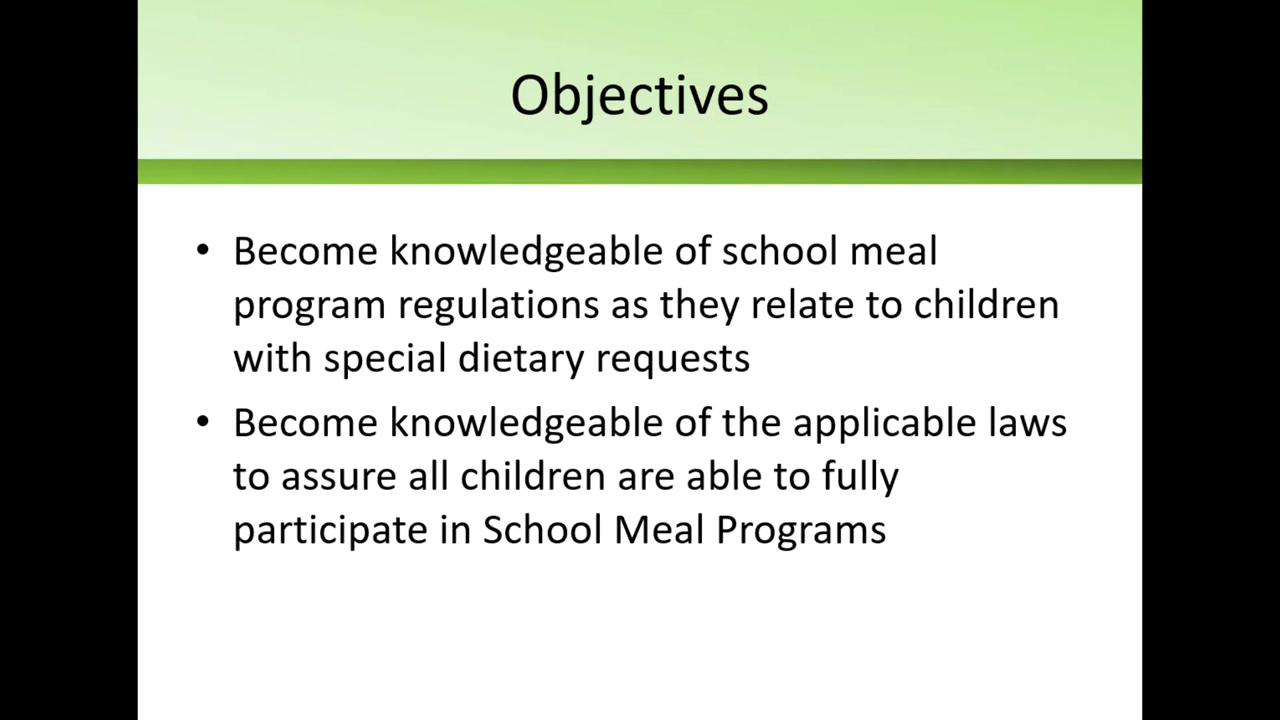 Objectives
• Become knowledgeable of school meal
program regulations as they relate to children
with special dietary requests
• Become knowledgeable of the applicable laws
to assure all children are able to fully
participate in School Meal Programs